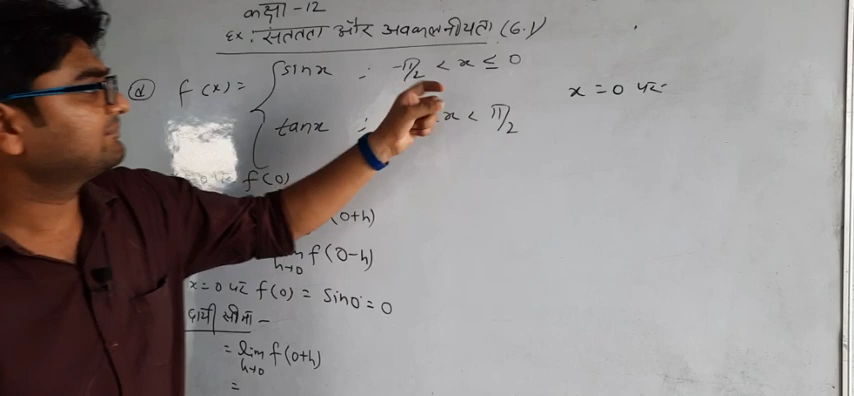 कक्षा - 12
Ex: संततता और अवकलनीयता (6.1)
(d) f(x) = { sinx ; -π/2 < x ≤ 0
x = 0 पर
tanx ; x < π/2
f(0)
(0+h)
h→0 f(0-h)
x = 0 पर f(0) = sin0 = 0
दायी सीमा -
= lim h→0 f(0+h)
=